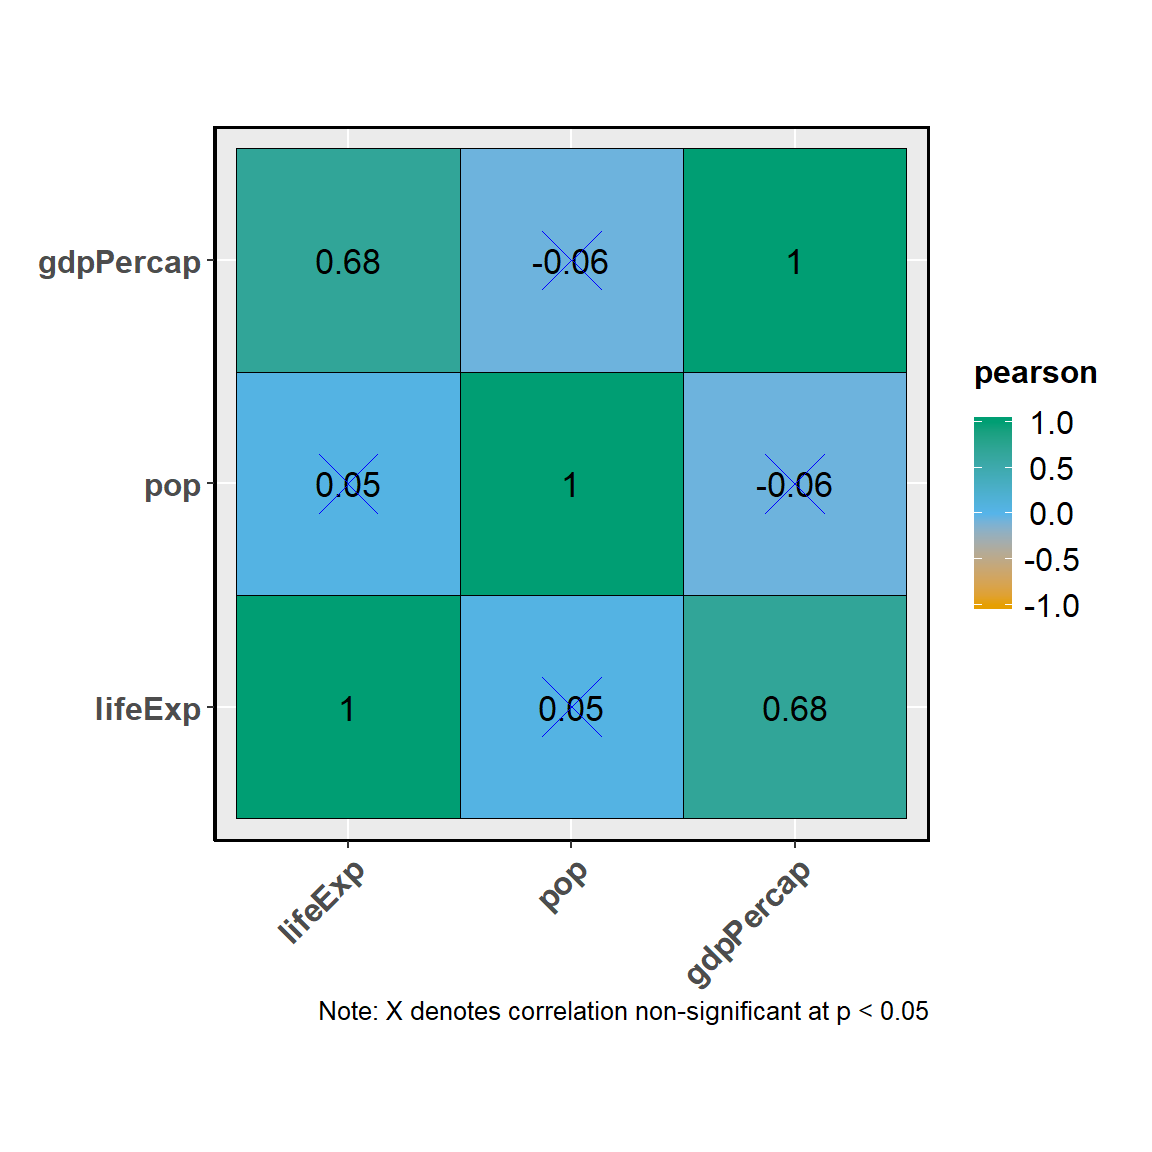 gdpPercap
0.68
-0.06
1
pop
0.05
1
-0.06
lifeExp
1
0.05
0.68
lifeExp
pop
gdpPercap
pearson
1.0
0.5
0.0
-0.5
-1.0
Note: X denotes correlation non-significant at p < 0.05